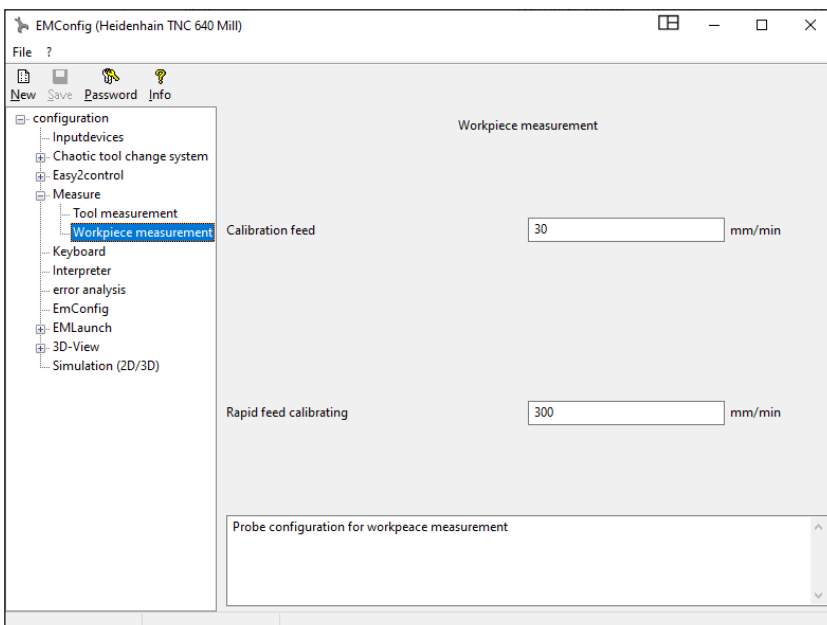 EMConfig (Heidenhain TNC 640 Mill)
File ?
New Save Password Info
configuration
Inputdevices
Chaotic tool change system
Easy2control
Measure
Tool measurement
Workpiece measurement
Keyboard
Interpreter
error analysis
EmConfig
EMLaunch
3D-View
Simulation (2D/3D)
Workpiece measurement
Calibration feed 30 mm/min
Rapid feed calibrating 300 mm/min
Probe configuration for workpeace measurement